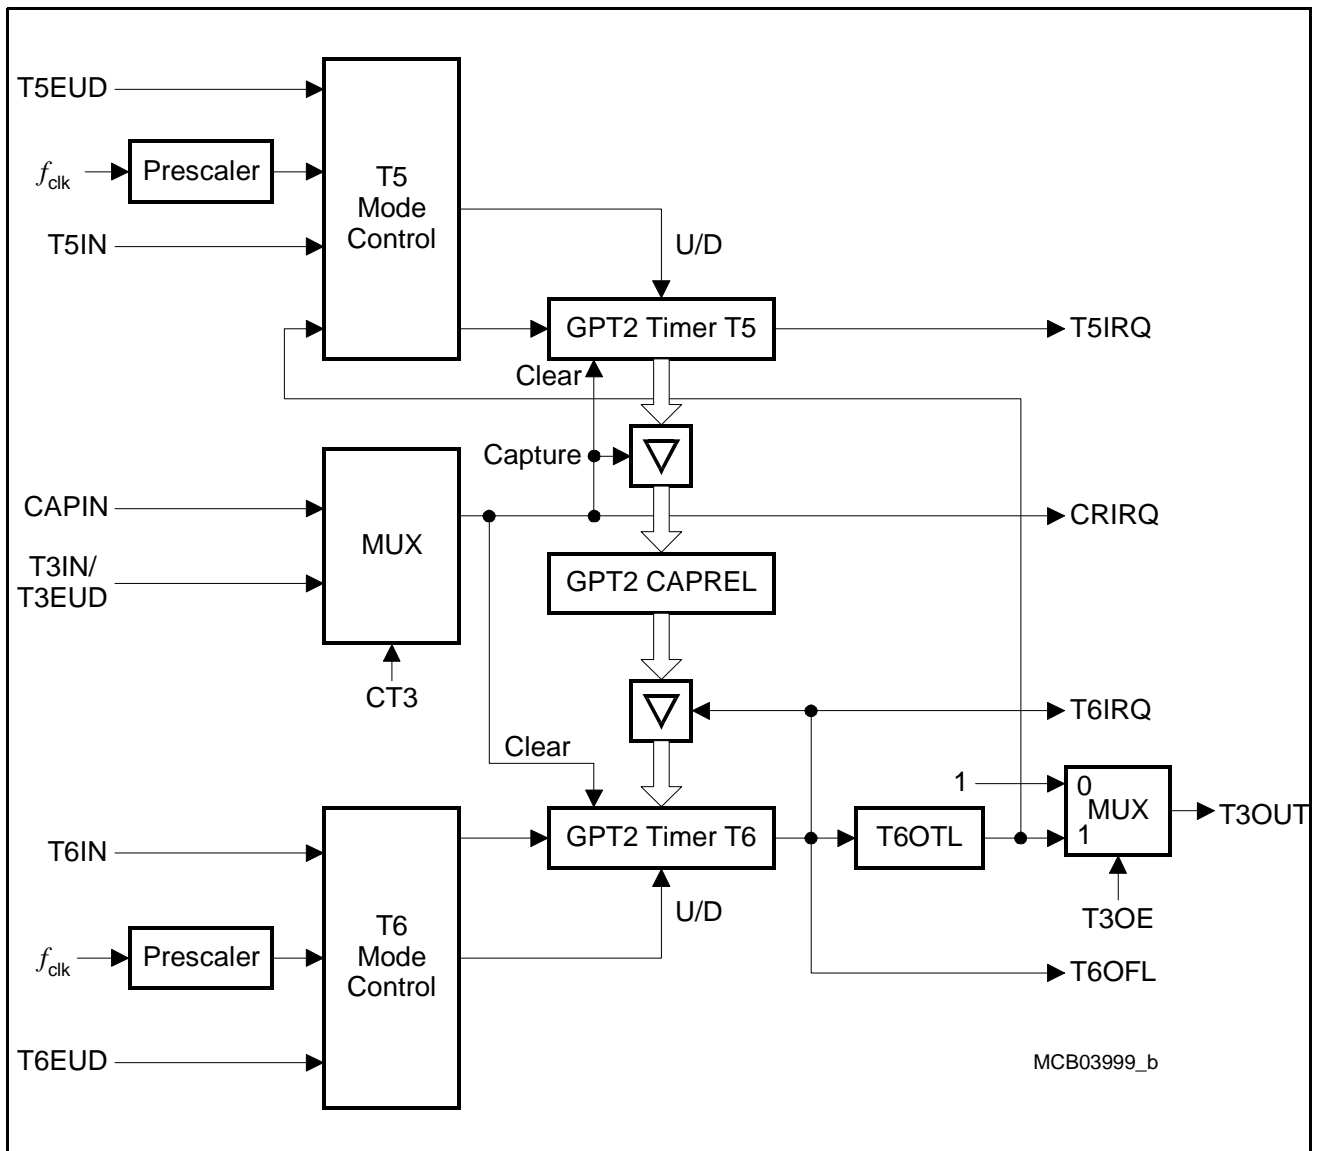 T5EUD
fclk
Prescaler
T5IN
T5
Mode
Control
U/D
GPT2 Timer T5
T5IRQ
Clear
Capture
CAPIN
T3IN/
T3EUD
MUX
CT3
CRIRQ
GPT2 CAPREL
T6IRQ
Clear
1
0
MUX
1
T3OUT
T3OE
GPT2 Timer T6
T6OTL
T6IN
fclk
Prescaler
T6EUD
T6
Mode
Control
U/D
T6OFL
MCB03999_b